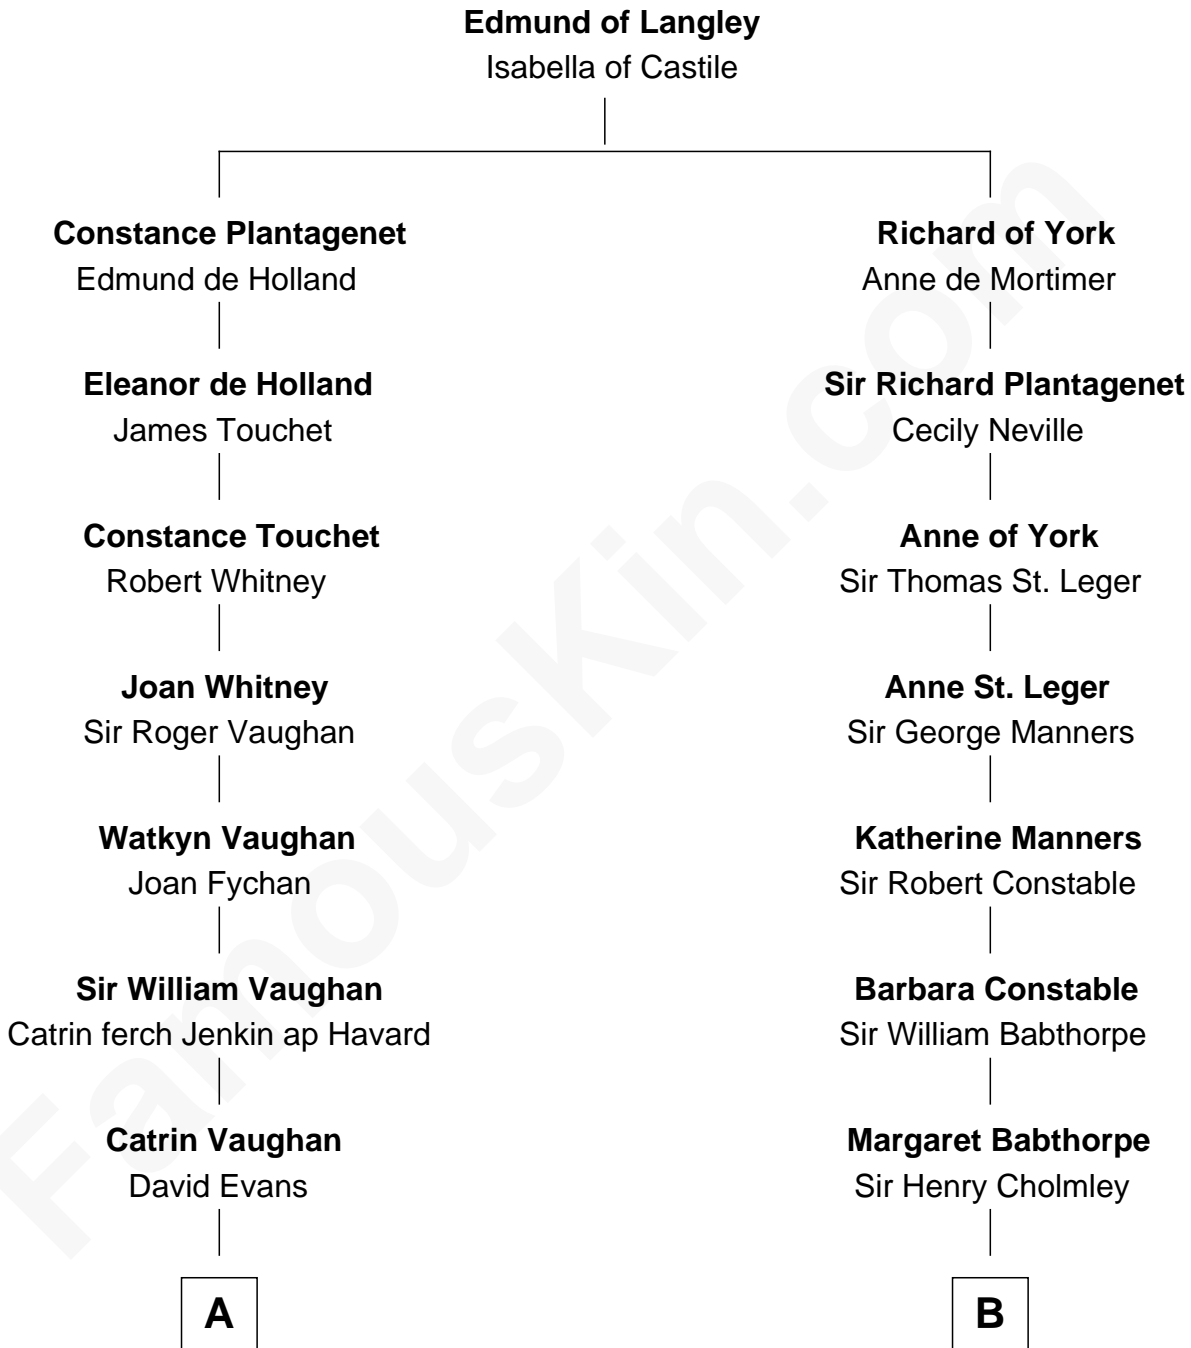 Edmund of Langley
Isabella of Castile
Constance Plantagenet
Edmund de Holland
Eleanor de Holland
James Touchet
Constance Touchet
Robert Whitney
Joan Whitney
Sir Roger Vaughan
Watkyn Vaughan
Joan Fychan
Sir William Vaughan
Catrin ferch Jenkin ap Havard
Catrin Vaughan
David Evans
A
Richard of York
Anne de Mortimer
Sir Richard Plantagenet
Cecily Neville
Anne of York
Sir Thomas St. Leger
Anne St. Leger
Sir George Manners
Katherine Manners
Sir Robert Constable
Barbara Constable
Sir William Babthorpe
Margaret Babthorpe
Sir Henry Cholmley
B
FamousKin.com